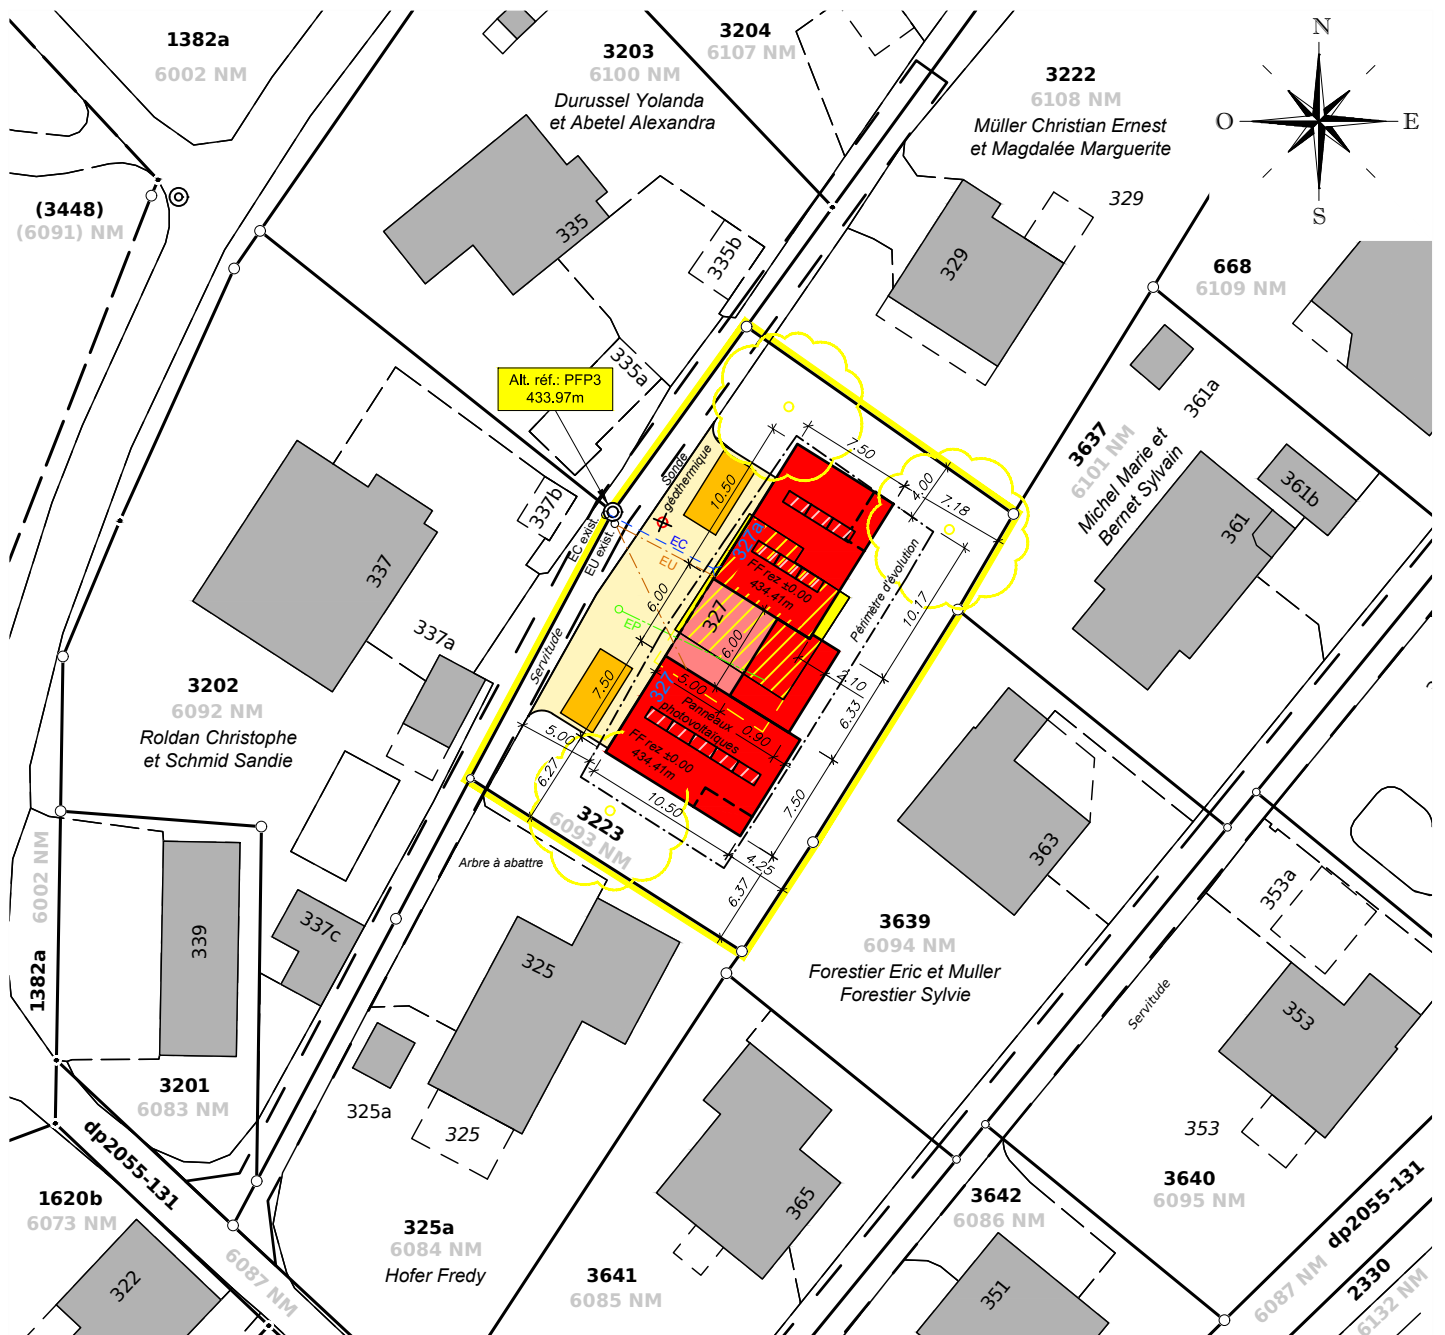 1382a
6002 NM
3203
6100 NM
Durussel Yolanda
et Abetel Alexandra
3204
6107 NM
3222
6108 NM
Müller Christian Ernest
et Magdalée Marguerite
N
O
E
S
(3448)
(6091) NM
335
335b
329
329
668
6109 NM
335a
Alt. réf.: PFP3
433.97m
361a
3637
6101 NM
Michel Marie et
Bernet Sylvain
361b
361
337b
337
337a
EC exist.
EU exist.
Sonde
géothermique
10.50
7.50
4.00
7.18
EC
EU
EP
327a
FF rez ±0.00
434.41m
327
6.00
6.00
Périmètre d'évolution
10.17
Servitude
7.50
327
5.00
Panneaux
photovoltaïques
0.90
4.10
6.33
FF rez ±0.00
434.41m
5.00
6.27
10.50
7.50
4.25
6.37
3223
6093 NM
Arbre à abattre
3202
6092 NM
Roldan Christophe
et Schmid Sandie
6002 NM
1382a
339
337c
325
363
353a
3639
6094 NM
Forestier Eric et Muller
Forestier Sylvie
Servitude
353
3201
6083 NM
325a
325
353
dp2055-131
1620b
6073 NM
6087 NM
322
325a
6084 NM
Hofer Fredy
365
3641
6085 NM
3642
6086 NM
351
3640
6095 NM
dp2055-131
6087 NM
2330
6132 NM